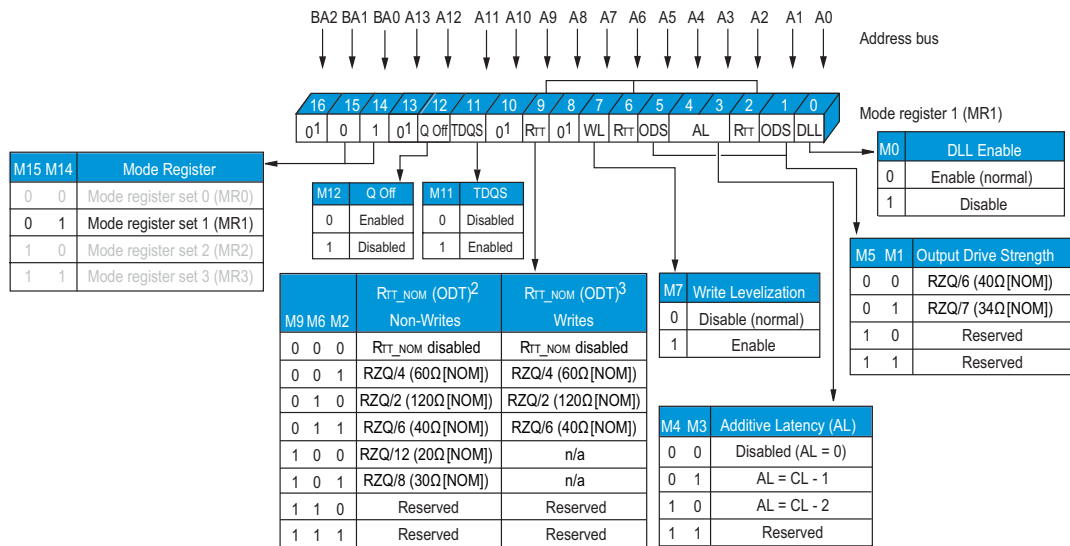 BA2 BA1 BA0 A13 A12 A11 A10 A9 A8 A7 A6 A5 A4 A3 A2 A1 A0
Address bus
16 15 14 13 12 11 10 9 8 7 6 5 4 3 2 1 0
Mode register 1 (MR1)
0¹ 0 1 0¹ Q Off TDQS 0¹ RTT 0¹ WL RTT ODS AL RTT ODS DLL
M0 DLL Enable
0 Enable (normal)
1 Disable
M15 M14 Mode Register
0 0 Mode register set 0 (MR0)
0 1 Mode register set 1 (MR1)
1 0 Mode register set 2 (MR2)
1 1 Mode register set 3 (MR3)
M12 Q Off
0 Enabled
1 Disabled
M11 TDQS
0 Disabled
1 Enabled
M5 M1 Output Drive Strength
0 0 RZQ/6 (40Ω[NOM])
0 1 RZQ/7 (34Ω[NOM])
1 0 Reserved
1 1 Reserved
RTT_NOM (ODT)² RTT_NOM (ODT)³
M9 M6 M2 Non-Writes Writes
0 0 0 RTT_NOM disabled RTT_NOM disabled
0 0 1 RZQ/4 (60Ω[NOM]) RZQ/4 (60Ω[NOM])
0 1 0 RZQ/2 (120Ω[NOM]) RZQ/2 (120Ω[NOM])
0 1 1 RZQ/6 (40Ω[NOM]) RZQ/6 (40Ω[NOM])
1 0 0 RZQ/12 (20Ω[NOM]) n/a
1 0 1 RZQ/8 (30Ω[NOM]) n/a
1 1 0 Reserved Reserved
1 1 1 Reserved Reserved
M7 Write Levelization
0 Disable (normal)
1 Enable
M4 M3 Additive Latency (AL)
0 0 Disabled (AL = 0)
0 1 AL = CL - 1
1 0 AL = CL - 2
1 1 Reserved